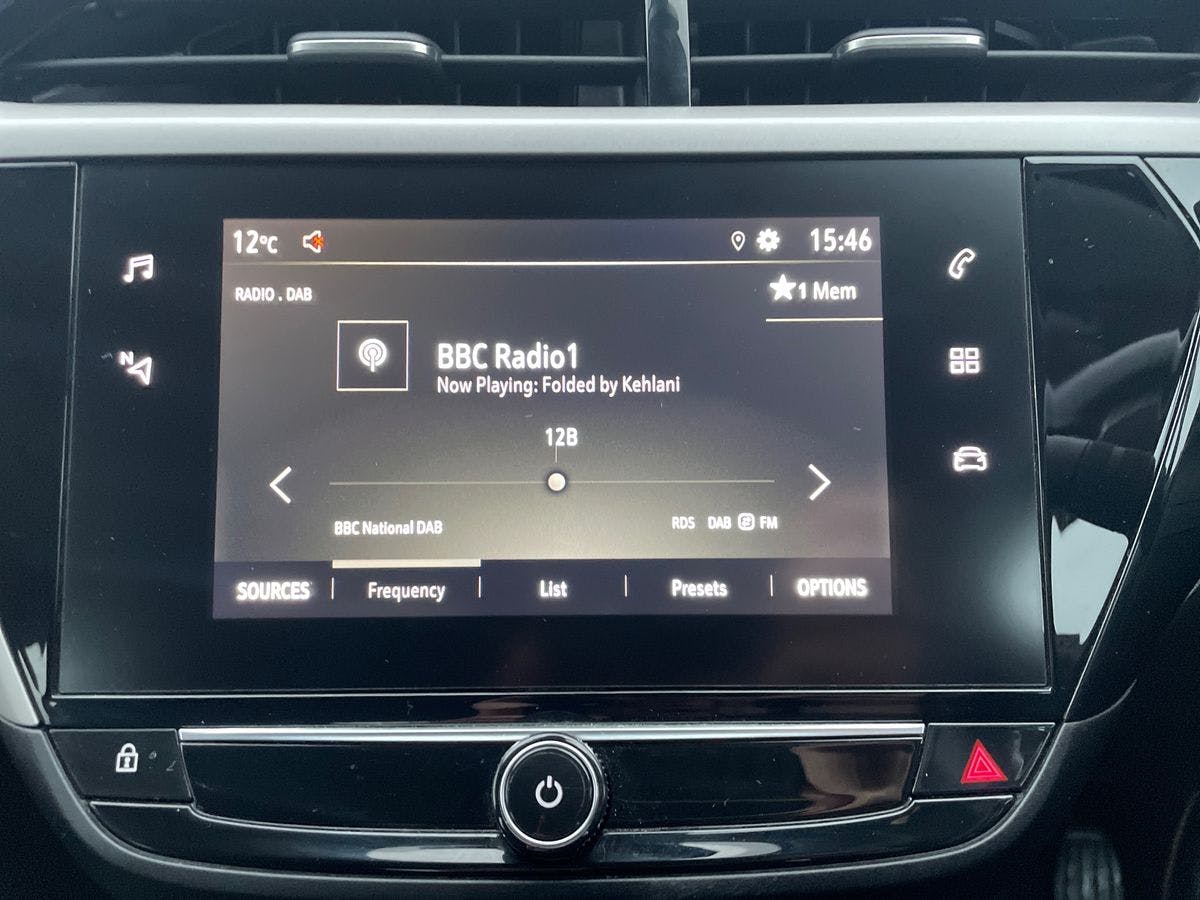 12°C 15:46
RADIO . DAB
1 Mem
BBC Radio1
Now Playing: Folded by Kehlani
N
12B
BBC National DAB
RDS DAB FM
SOURCES Frequency List Presets OPTIONS